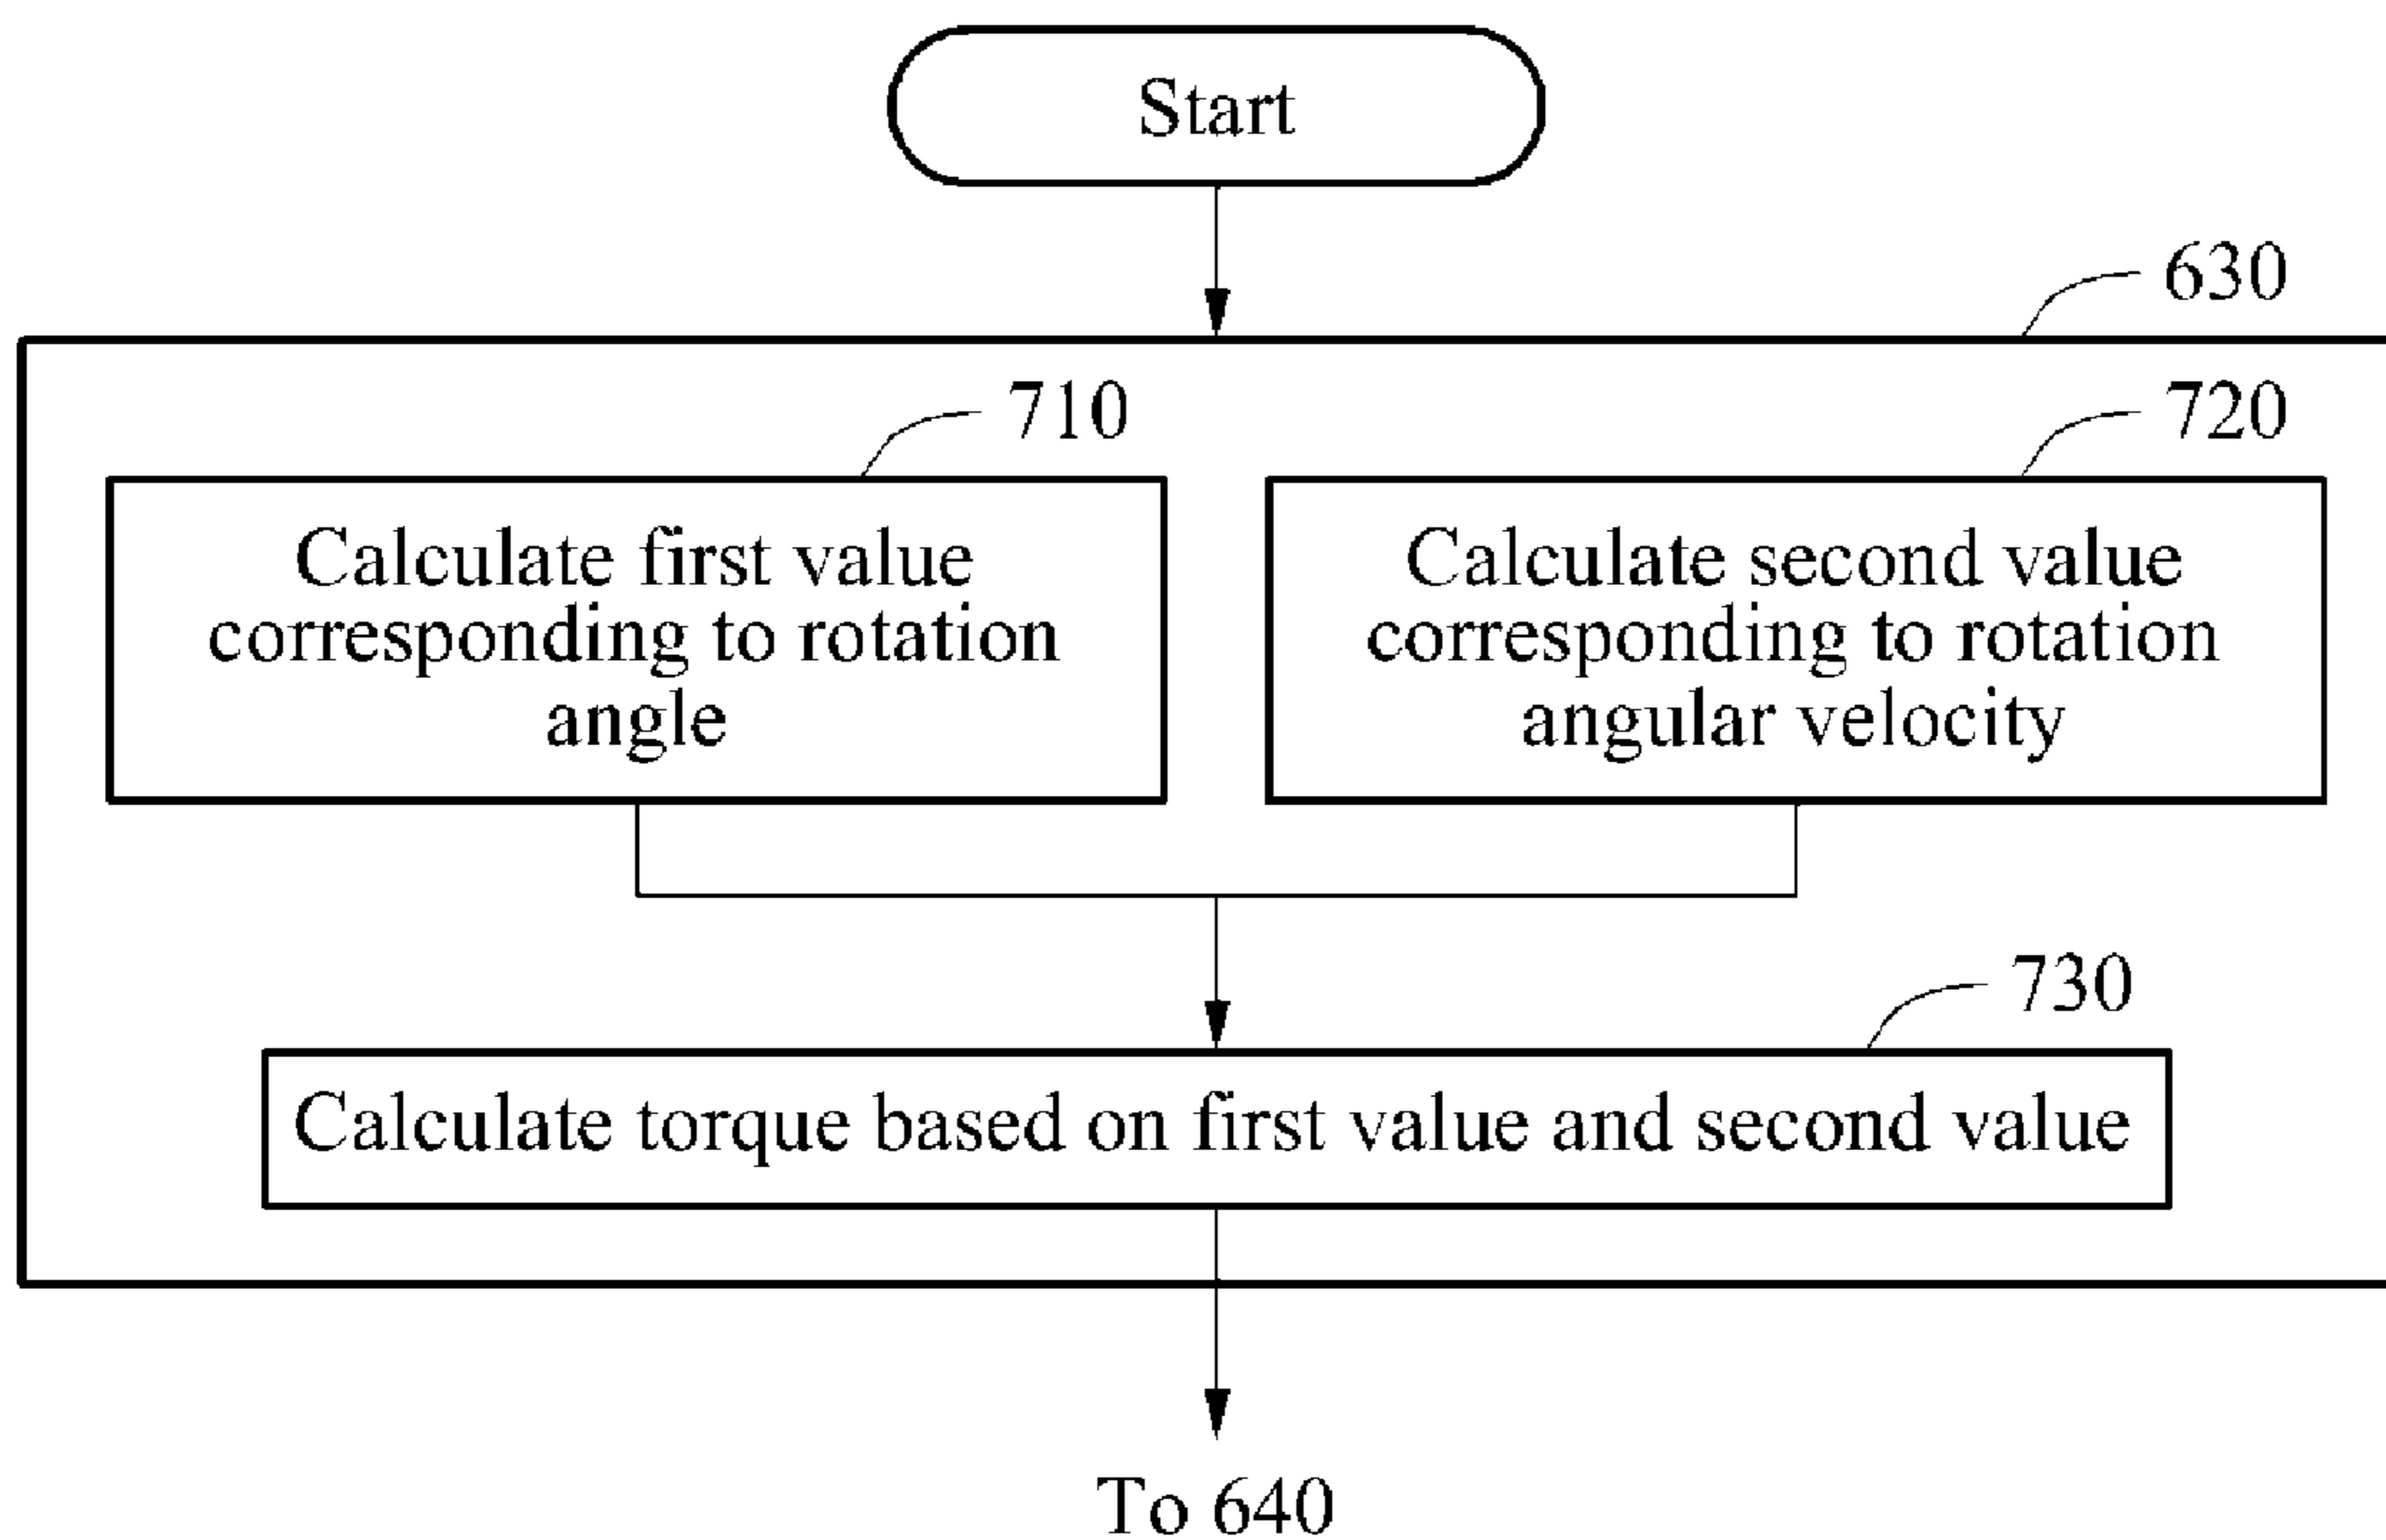 Start
630
710
720
Calculate first value
corresponding to rotation
angle
Calculate second value
corresponding to rotation
angular velocity
730
Calculate torque based on first value and second value
To 640